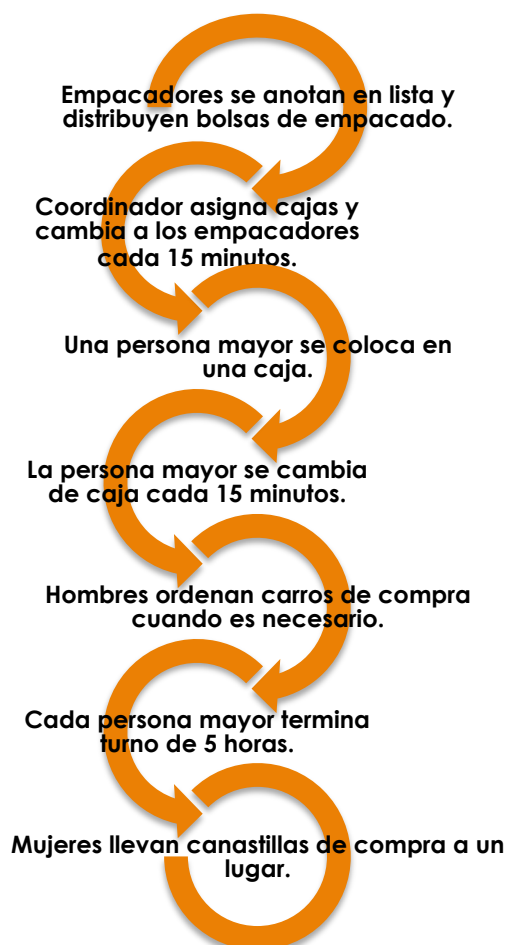 Empacadores se anotan en lista y
distribuyen bolsas de empacado.
Coordinador asigna cajas y
cambia a los empacadores
cada 15 minutos.
Una persona mayor se coloca en
una caja.
La persona mayor se cambia
de caja cada 15 minutos.
Hombres ordenan carros de compra
cuando es necesario.
Cada persona mayor termina
turno de 5 horas.
Mujeres llevan canastillas de compra a un
lugar.